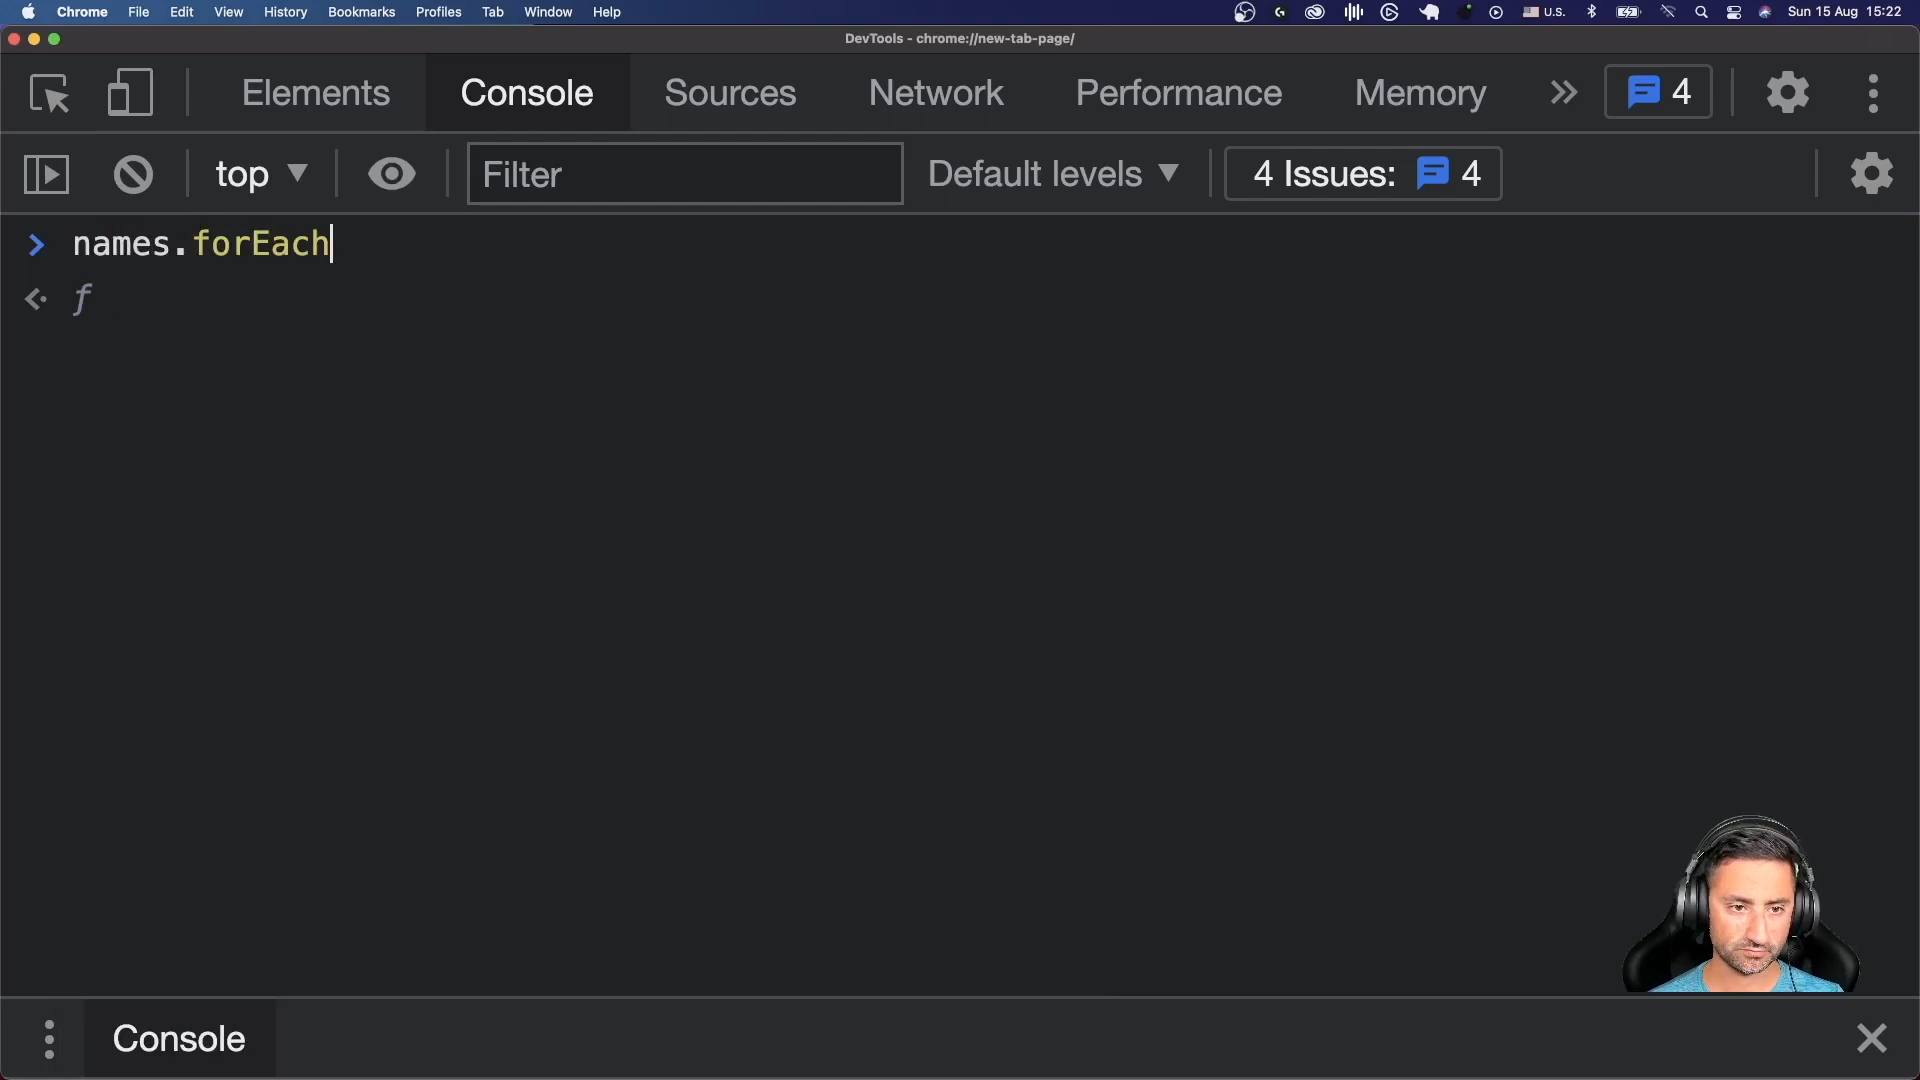 Chrome File Edit View History Bookmarks Profiles Tab Window Help U.S. Sun 15 Aug 15:22
DevTools - chrome://new-tab-page/
Elements Console Sources Network Performance Memory 4
top Filter Default levels 4 Issues: 4
names.forEach
f
Console